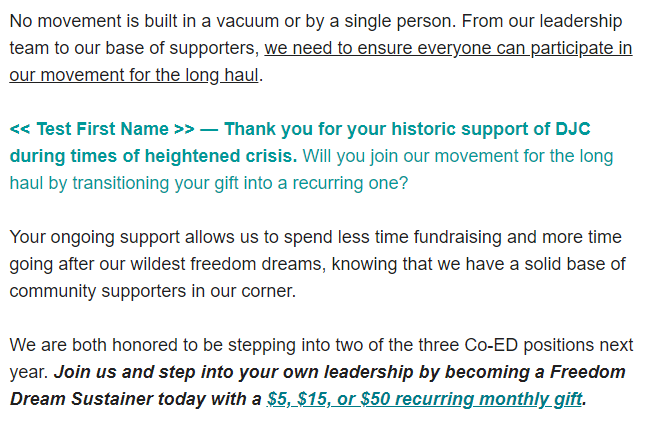 No movement is built in a vacuum or by a single person. From our leadership
team to our base of supporters, we need to ensure everyone can participate in
our movement for the long haul.
<< Test First Name >> — Thank you for your historic support of DJC
during times of heightened crisis. Will you join our movement for the long
haul by transitioning your gift into a recurring one?
Your ongoing support allows us to spend less time fundraising and more time
going after our wildest freedom dreams, knowing that we have a solid base of
community supporters in our corner.
We are both honored to be stepping into two of the three Co-ED positions next
year. Join us and step into your own leadership by becoming a Freedom
Dream Sustainer today with a $5, $15, or $50 recurring monthly gift.